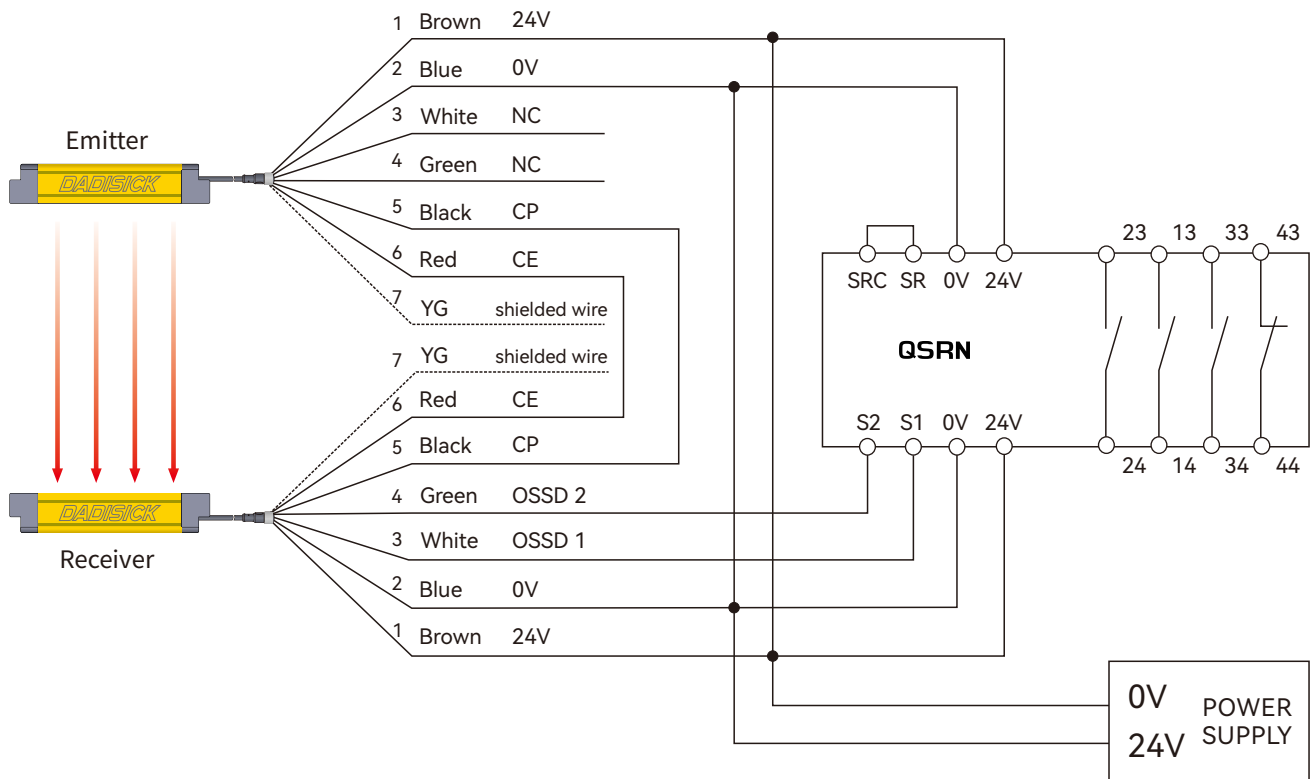 1 Brown 24V
2 Blue 0V
3 White NC
4 Green NC
5 Black CP
6 Red CE
7 YG shielded wire
Emitter
DADISICK
7 YG shielded wire
6 Red CE
5 Black CP
4 Green OSSD 2
3 White OSSD 1
2 Blue 0V
1 Brown 24V
DADISICK
Receiver
23 13 33 43
SRC SR 0V 24V
QSRN
S2 S1 0V 24V
24 14 34 44
0V
24V
POWER
SUPPLY